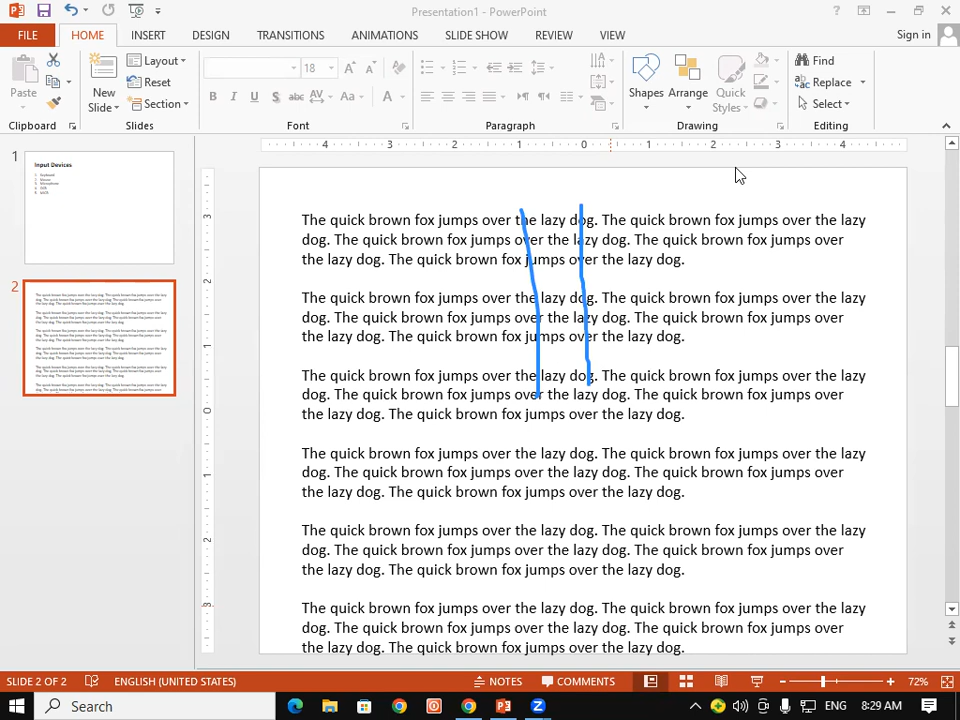 Presentation1 - PowerPoint
FILE HOME INSERT DESIGN TRANSITIONS ANIMATIONS SLIDE SHOW REVIEW VIEW Sign in
Paste
New Slide
Layout
Reset
Section
18
Shapes
Arrange
Quick Styles
Find
Replace
Select
Clipboard Slides Font Paragraph Drawing Editing
4 3 2 1 0 1 2 3 4
3 2 1 0 1 2 3
1
Input Devices
1. Keyboard
2. Mouse
3. Microphone
2
The quick brown fox jumps over the lazy dog. The quick brown fox jumps over the lazy
dog. The quick brown fox jumps over the lazy dog. The quick brown fox jumps over
the lazy dog. The quick brown fox jumps over the lazy dog.
The quick brown fox jumps over the lazy dog. The quick brown fox jumps over the lazy
dog. The quick brown fox jumps over the lazy dog. The quick brown fox jumps over
the lazy dog. The quick brown fox jumps over the lazy dog.
The quick brown fox jumps over the lazy dog. The quick brown fox jumps over the lazy
dog. The quick brown fox jumps over the lazy dog. The quick brown fox jumps over
the lazy dog. The quick brown fox jumps over the lazy dog.
The quick brown fox jumps over the lazy dog. The quick brown fox jumps over the lazy
dog. The quick brown fox jumps over the lazy dog. The quick brown fox jumps over
the lazy dog. The quick brown fox jumps over the lazy dog.
The quick brown fox jumps over the lazy dog. The quick brown fox jumps over the lazy
dog. The quick brown fox jumps over the lazy dog. The quick brown fox jumps over
the lazy dog. The quick brown fox jumps over the lazy dog.
The quick brown fox jumps over the lazy dog. The quick brown fox jumps over the lazy
dog. The quick brown fox jumps over the lazy dog. The quick brown fox jumps over
the lazy dog. The quick brown fox jumps over the lazy dog.
SLIDE 2 OF 2 ENGLISH (UNITED STATES) NOTES COMMENTS 72%
Search ENG 8:29 AM